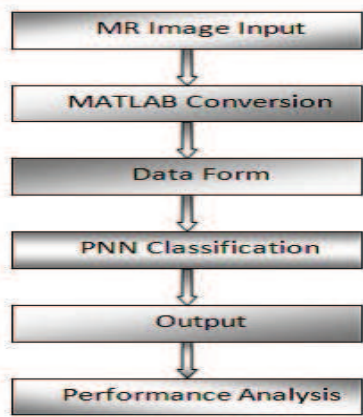 MR Image Input
MATLAB Conversion
Data Form
PNN Classification
Output
Performance Analysis